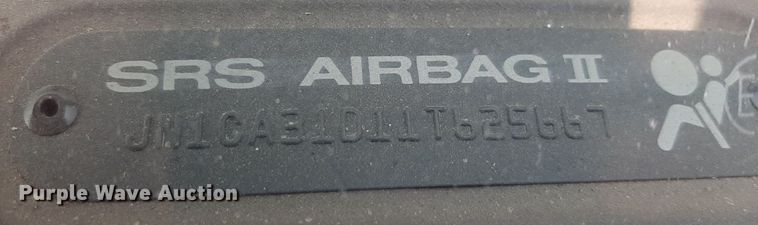 SRS AIRBAG II
JN1CA31D11T625667
Purple Wave Auction